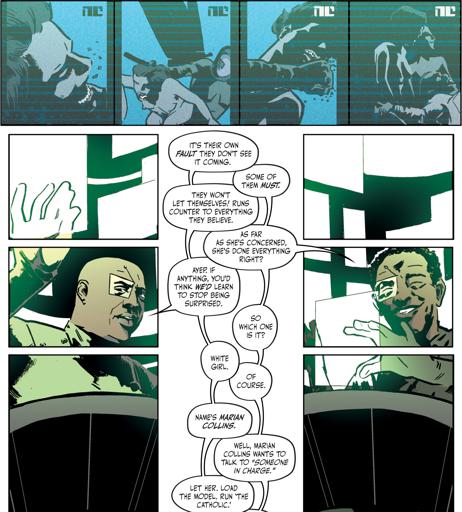 IT'S THEIR OWN
FAULT THEY DON'T SEE
IT COMING.
SOME OF
THEM MUST.
THEY WON'T
LET THEMSELVES! RUNS
COUNTER TO EVERYTHING
THEY BELIEVE.
AS FAR
AS SHE'S CONCERNED,
SHE'S DONE EVERYTHING
RIGHT?
AYEP. IF
ANYTHING, YOU'D
THINK WE'D LEARN
TO STOP BEING
SURPRISED.
SO
WHICH ONE
IS IT?
WHITE
GIRL.
OF
COURSE.
NAME'S MARIAN
COLLINS.
WELL, MARIAN
COLLINS WANTS TO
TALK TO "SOMEONE
IN CHARGE."
LET HER. LOAD
THE MODEL. RUN 'THE
CATHOLIC.'